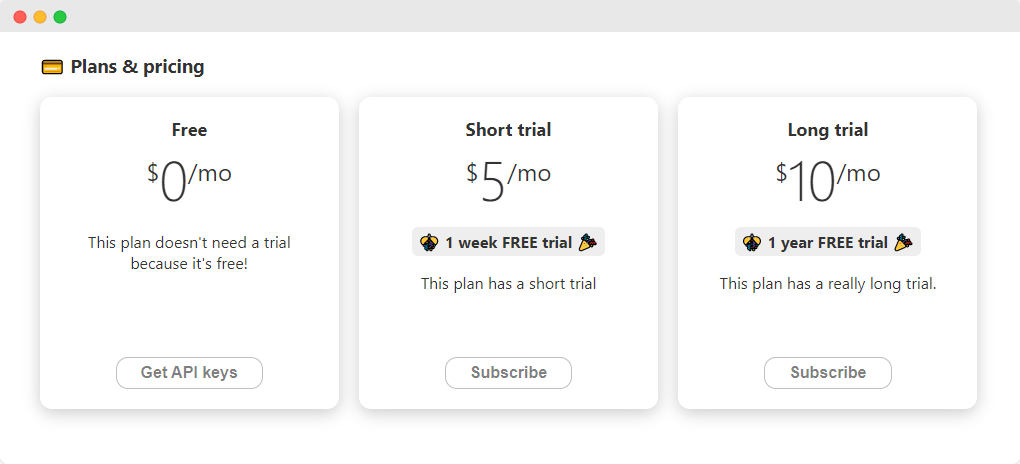 Plans & pricing
Free
$0/mo
This plan doesn't need a trial
because it's free!
Get API keys
Short trial
$5/mo
1 week FREE trial
This plan has a short trial
Subscribe
Long trial
$10/mo
1 year FREE trial
This plan has a really long trial.
Subscribe